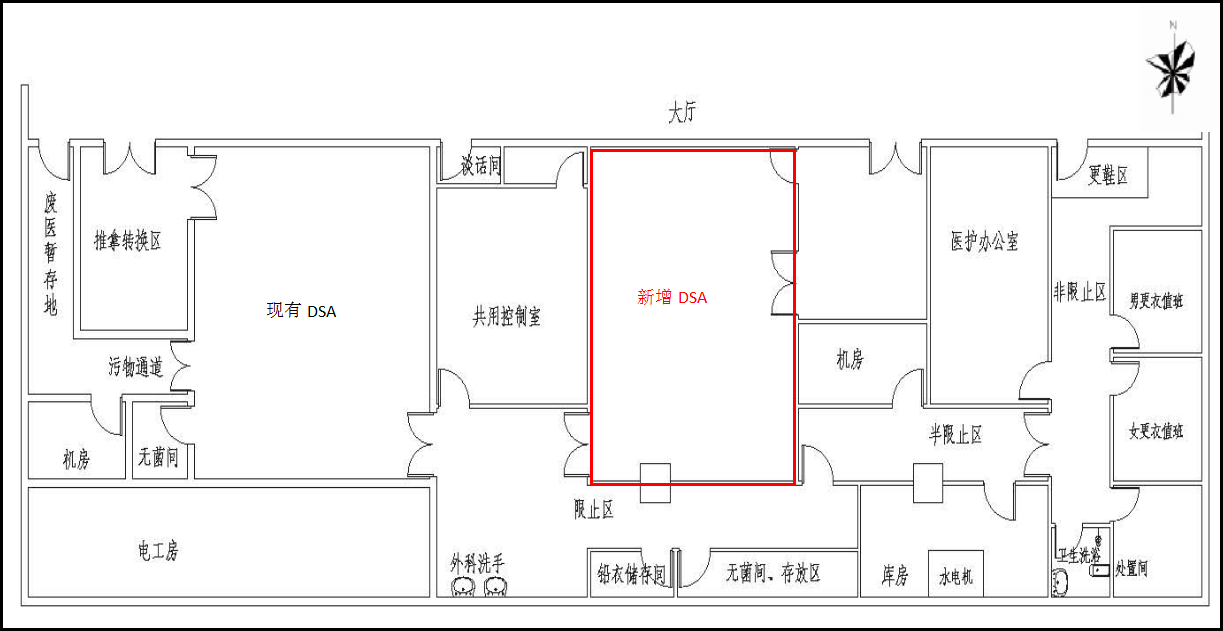 N
大厅
谈话间
更鞋区
废医暂存地
推拿转换区
医护办公室
现有 DSA
共用控制室
新增 DSA
非限止区
男更衣值班
污物通道
机房
机房
无菌间
半限止区
女更衣值班
限止区
电工房
外科洗手
铅衣储存间
无菌间、存放区
库房
水电机
卫生洗浴
处置间